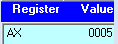 Register Value
AX 0005